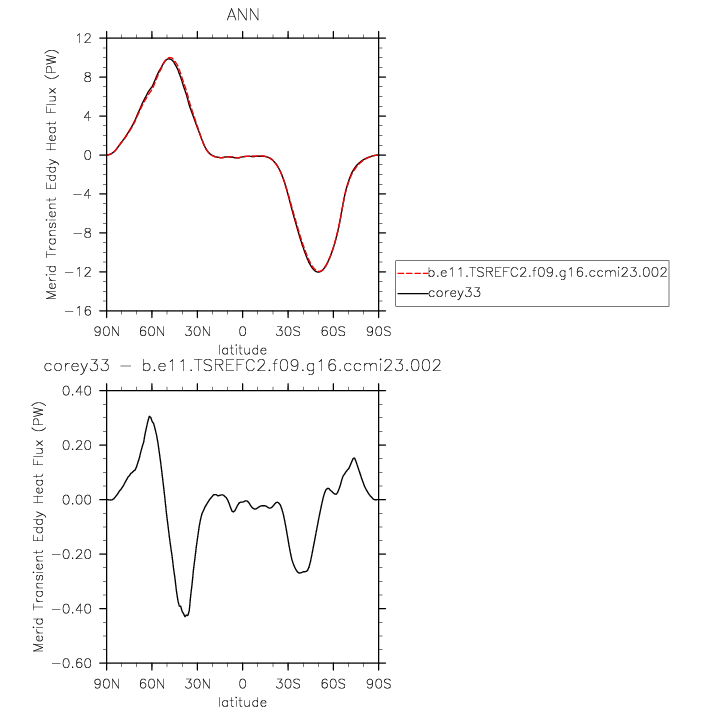 ANN
Merid Transient Eddy Heat Flux (PW)
12
8
4
0
−4
−8
−12
−16
90N 60N 30N 0 30S 60S 90S
latitude
b.e11.TSREFC2.f09.g16.ccmi23.002
corey33
corey33 − b.e11.TSREFC2.f09.g16.ccmi23.002
Merid Transient Eddy Heat Flux (PW)
0.40
0.20
0.00
−0.20
−0.40
−0.60
90N 60N 30N 0 30S 60S 90S
latitude